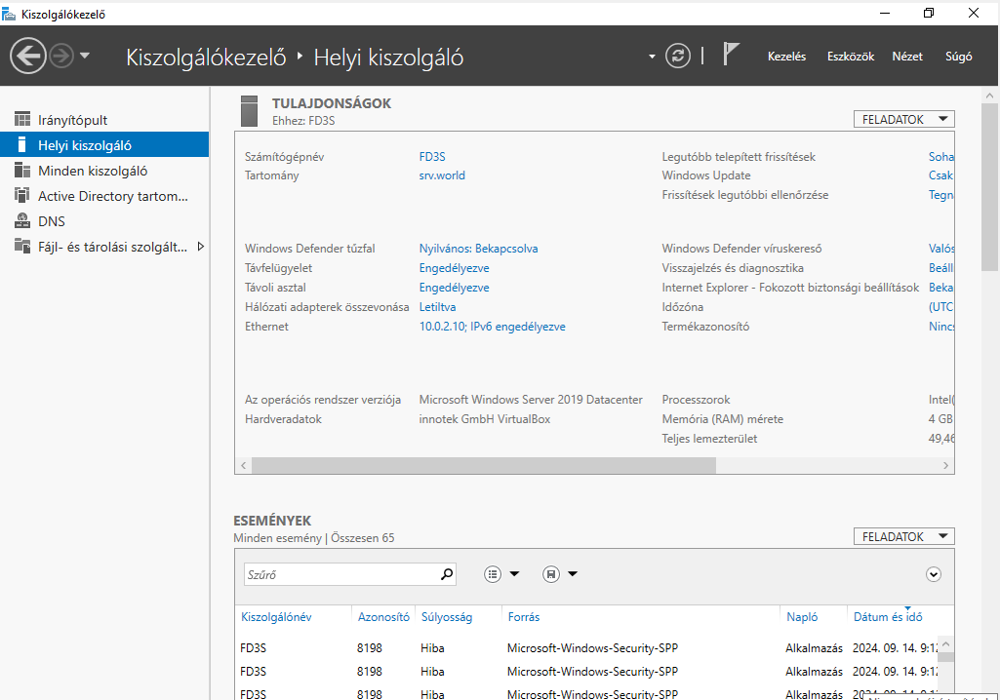 Kiszolgálókezelő
Kiszolgálókezelő Helyi kiszolgáló
Kezelés Eszközök Nézet Súgó
Irányítópult
Helyi kiszolgáló
Minden kiszolgáló
Active Directory tartom...
DNS
Fájl- és tárolási szolgált...
TULAJDONSÁGOK
Ehhez: FD3S
FELADATOK
Számítógépnév FD3S Legutóbb telepített frissítések Soha
Tartomány srv.world Windows Update Csak
Frissítések legutóbbi ellenőrzése Tegna
Windows Defender tűzfal Nyilvános: Bekapcsolva Windows Defender víruskereső Valós
Távfelügyelet Engedélyezve Visszajelzés és diagnosztika Beáll
Távoli asztal Engedélyezve Internet Explorer - Fokozott biztonsági beállítások Beka
Hálózati adapterek összevonása Letiltva Időzóna (UTC
Ethernet 10.0.2.10; IPv6 engedélyezve Termékazonosító Nincs
Az operációs rendszer verziója Microsoft Windows Server 2019 Datacenter Processzorok Intel(
Hardveradatok innotek GmbH VirtualBox Memória (RAM) mérete 4 GB
Teljes lemezterület 49,46
ESEMÉNYEK
Minden esemény | Összesen 65
FELADATOK
Szűrő
Kiszolgálónév Azonosító Súlyosság Forrás Napló Dátum és idő
FD3S 8198 Hiba Microsoft-Windows-Security-SPP Alkalmazás 2024. 09. 14. 9:12
FD3S 8198 Hiba Microsoft-Windows-Security-SPP Alkalmazás 2024. 09. 14. 9:12
FD3S 8198 Hiba Microsoft-Windows-Security-SPP Alkalmazás